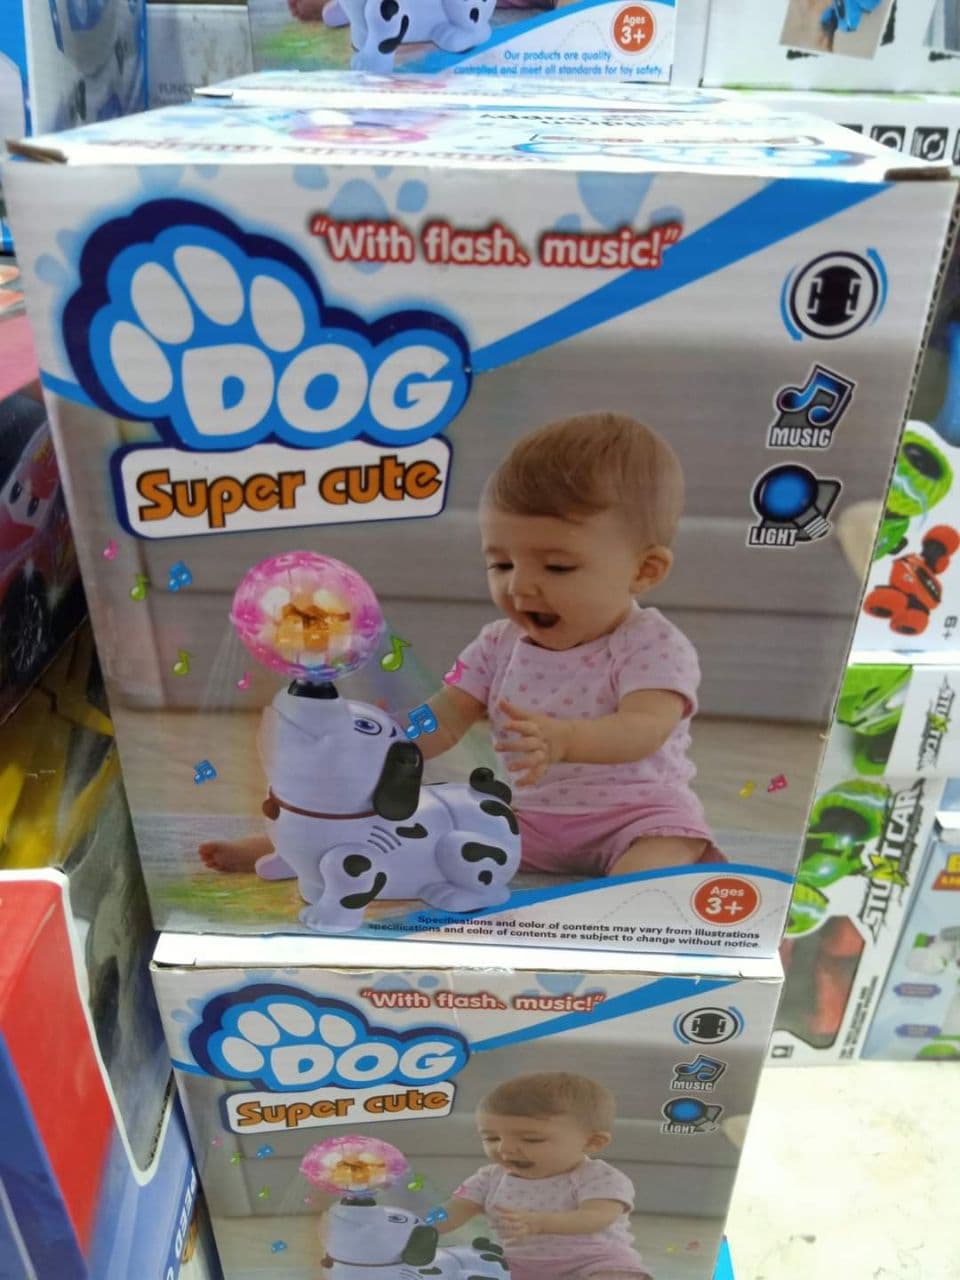 Ages
3+
Our products are quality
controlled and meet all standards for toy safety.
"With flash、music!"
DOG
Super cute
MUSIC
LIGHT
Ages
3+
Specifications and color of contents may vary from illustrations
specifications and color of contents are subject to change without notice.
"With flash、music!"
DOG
Super cute
MUSIC
LIGHT
6+
STUNT CAR